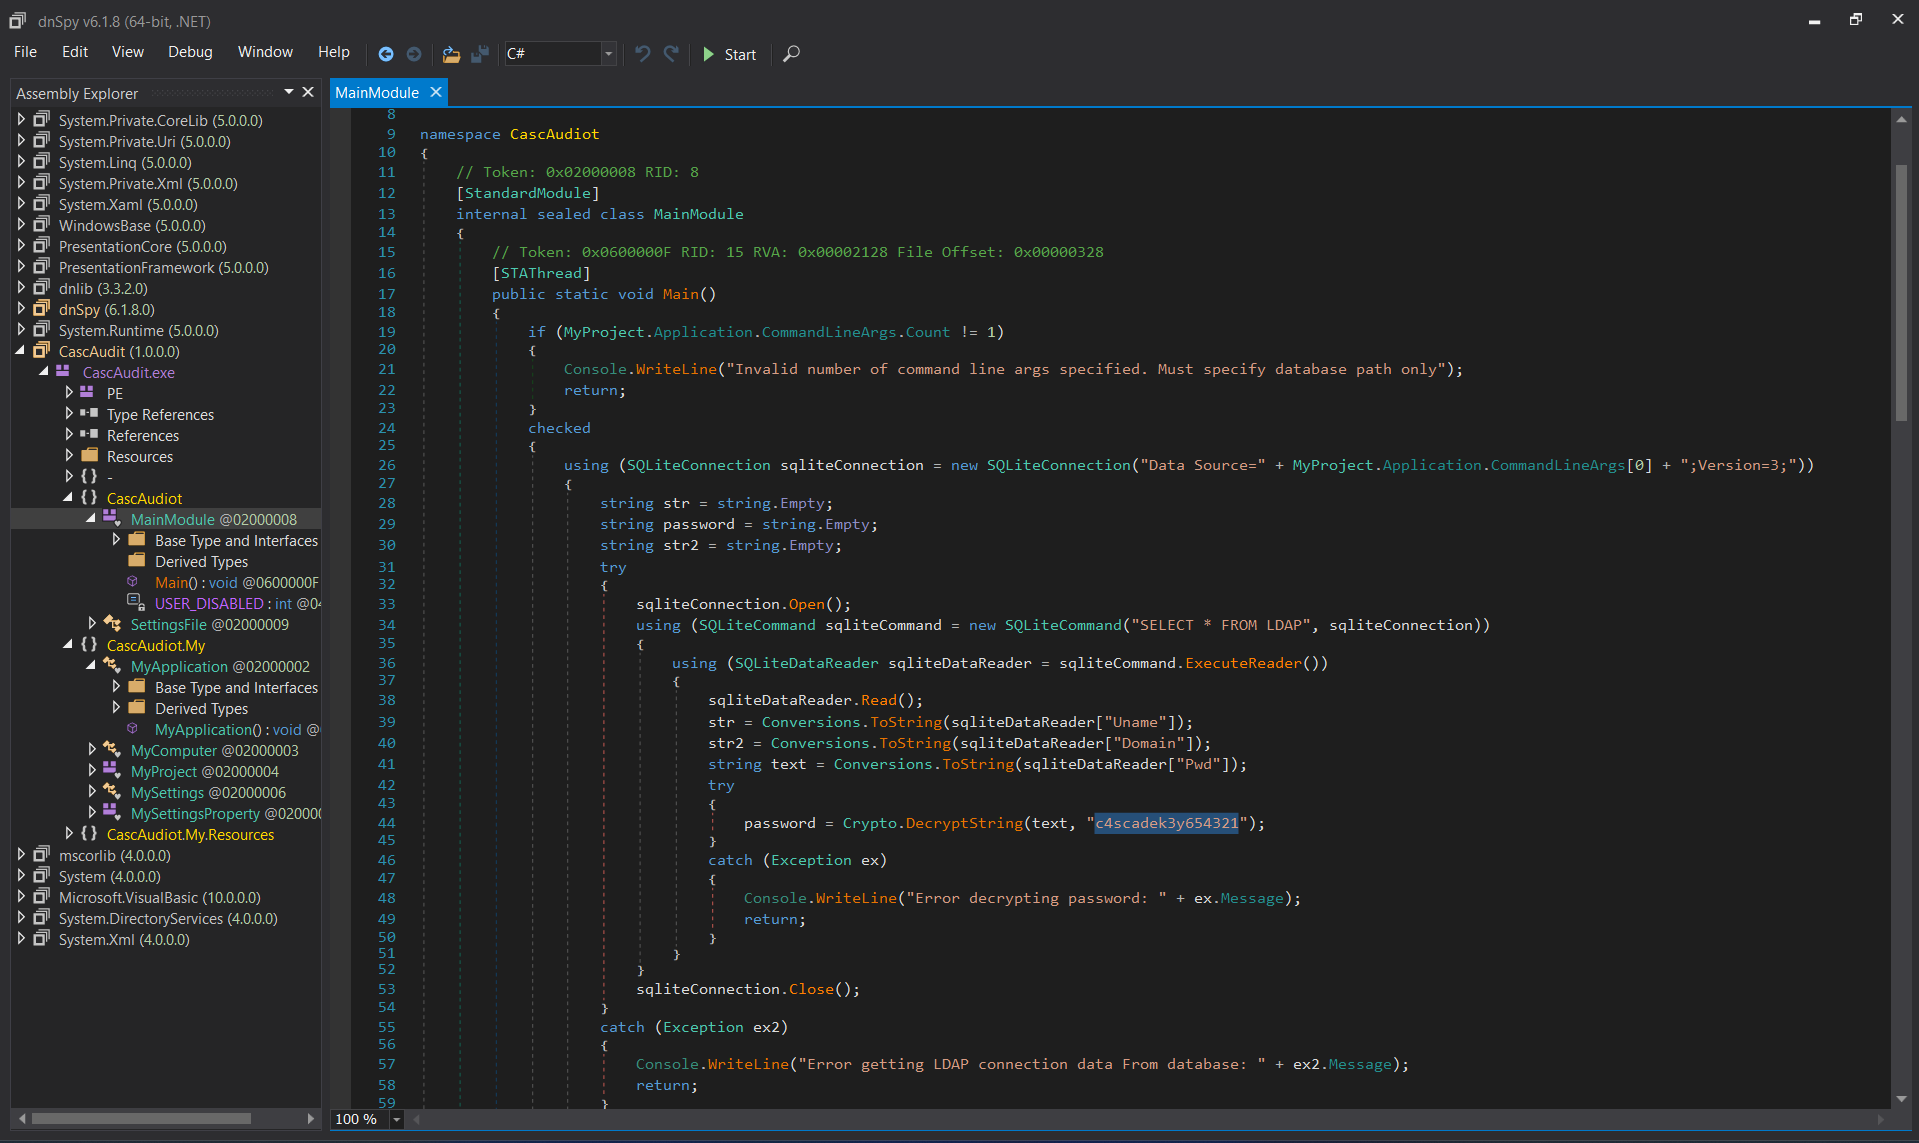 dnSpy v6.1.8 (64-bit, .NET)
File Edit View Debug Window Help C# Start
Assembly Explorer
System.Private.CoreLib (5.0.0.0)
System.Private.Uri (5.0.0.0)
System.Linq (5.0.0.0)
System.Private.Xml (5.0.0.0)
System.Xaml (5.0.0.0)
WindowsBase (5.0.0.0)
PresentationCore (5.0.0.0)
PresentationFramework (5.0.0.0)
dnlib (3.3.2.0)
dnSpy (6.1.8.0)
System.Runtime (5.0.0.0)
CascAudit (1.0.0.0)
CascAudit.exe
PE
Type References
References
Resources
{ } -
{ } CascAudiot
MainModule @02000008
Base Type and Interfaces
Derived Types
Main() : void @0600000F
USER_DISABLED : int @04
SettingsFile @02000009
{ } CascAudiot.My
MyApplication @02000002
Base Type and Interfaces
Derived Types
MyApplication() : void @0
MyComputer @02000003
MyProject @02000004
MySettings @02000006
MySettingsProperty @020000
{ } CascAudiot.My.Resources
mscorlib (4.0.0.0)
System (4.0.0.0)
Microsoft.VisualBasic (10.0.0.0)
System.DirectoryServices (4.0.0.0)
System.Xml (4.0.0.0)
MainModule
8
9 namespace CascAudiot
10 {
11 // Token: 0x02000008 RID: 8
12 [StandardModule]
13 internal sealed class MainModule
14 {
15 // Token: 0x0600000F RID: 15 RVA: 0x00002128 File Offset: 0x00000328
16 [STAThread]
17 public static void Main()
18 {
19 if (MyProject.Application.CommandLineArgs.Count != 1)
20 {
21 Console.WriteLine("Invalid number of command line args specified. Must specify database path only");
22 return;
23 }
24 checked
25 {
26 using (SQLiteConnection sqliteConnection = new SQLiteConnection("Data Source=" + MyProject.Application.CommandLineArgs[0] + ";Version=3;"))
27 {
28 string str = string.Empty;
29 string password = string.Empty;
30 string str2 = string.Empty;
31 try
32 {
33 sqliteConnection.Open();
34 using (SQLiteCommand sqliteCommand = new SQLiteCommand("SELECT * FROM LDAP", sqliteConnection))
35 {
36 using (SQLiteDataReader sqliteDataReader = sqliteCommand.ExecuteReader())
37 {
38 sqliteDataReader.Read();
39 str = Conversions.ToString(sqliteDataReader["Uname"]);
40 str2 = Conversions.ToString(sqliteDataReader["Domain"]);
41 string text = Conversions.ToString(sqliteDataReader["Pwd"]);
42 try
43 {
44 password = Crypto.DecryptString(text, "c4scadek3y654321");
45 }
46 catch (Exception ex)
47 {
48 Console.WriteLine("Error decrypting password: " + ex.Message);
49 return;
50 }
51 }
52 }
53 sqliteConnection.Close();
54 }
55 catch (Exception ex2)
56 {
57 Console.WriteLine("Error getting LDAP connection data From database: " + ex2.Message);
58 return;
59 }
100 %